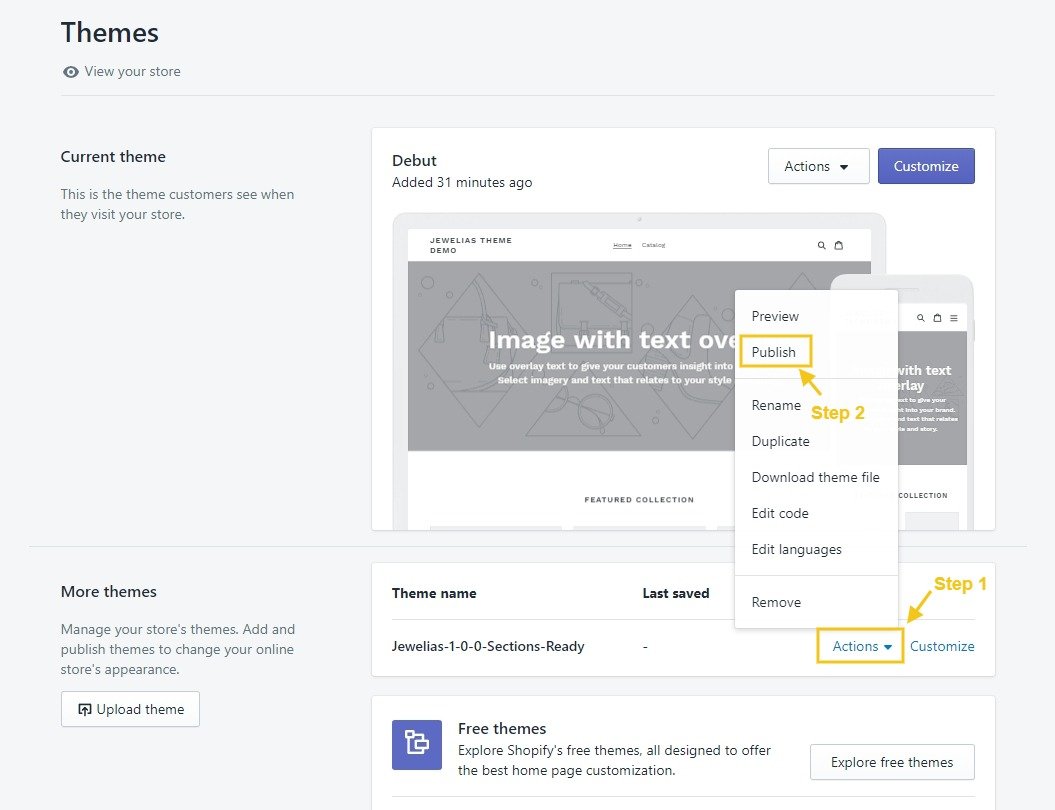 Themes
View your store
Current theme
This is the theme customers see when
they visit your store.
Debut
Added 31 minutes ago
Actions
Customize
JEWELIAS THEME
DEMO
Home
Catalog
Image with text ove
Use overlay text to give your customers insight into
Select imagery and text that relates to your style
with text
erlay
text to give your
insight into your brand.
and text that relates
and story.
FEATURED COLLECTION
COLLECTION
Preview
Publish
Step 2
Rename
Duplicate
Download theme file
Edit code
Edit languages
Remove
Step 1
More themes
Manage your store's themes. Add and
publish themes to change your online
store's appearance.
Upload theme
Theme name
Last saved
Jewelias-1-0-0-Sections-Ready
-
Actions
Customize
Free themes
Explore Shopify's free themes, all designed to offer
the best home page customization.
Explore free themes